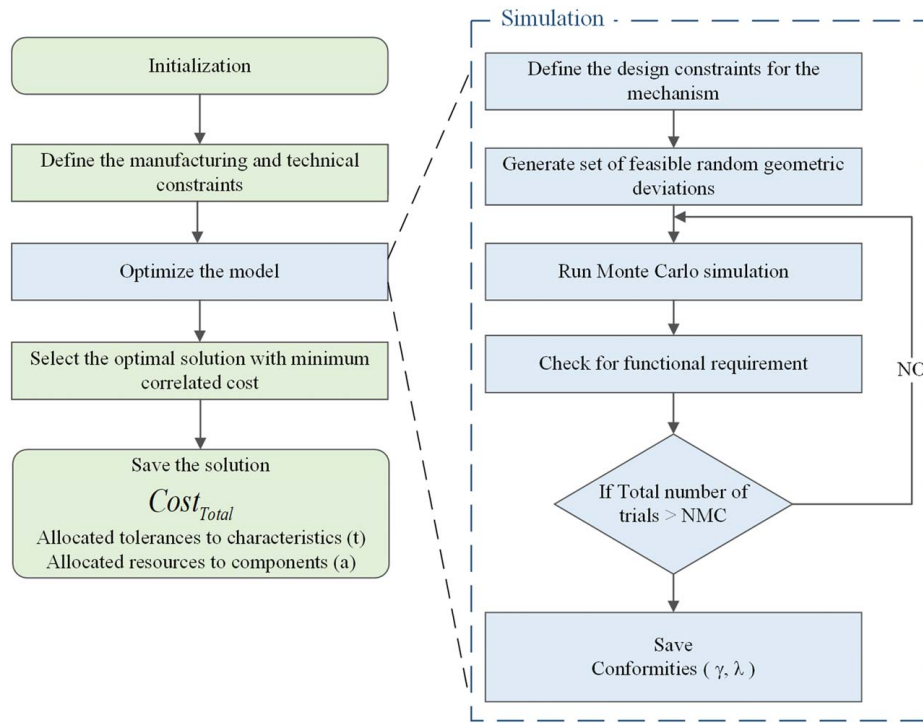 Initialization
Define the manufacturing and technical
constraints
Optimize the model
Select the optimal solution with minimum
correlated cost
Save the solution
Cost_Total
Allocated tolerances to characteristics (t)
Allocated resources to components (a)
Simulation
Define the design constraints for the
mechanism
Generate set of feasible random geometric
deviations
Run Monte Carlo simulation
Check for functional requirement
NO
If Total number of
trials > NMC
Save
Conformities ( γ, λ )